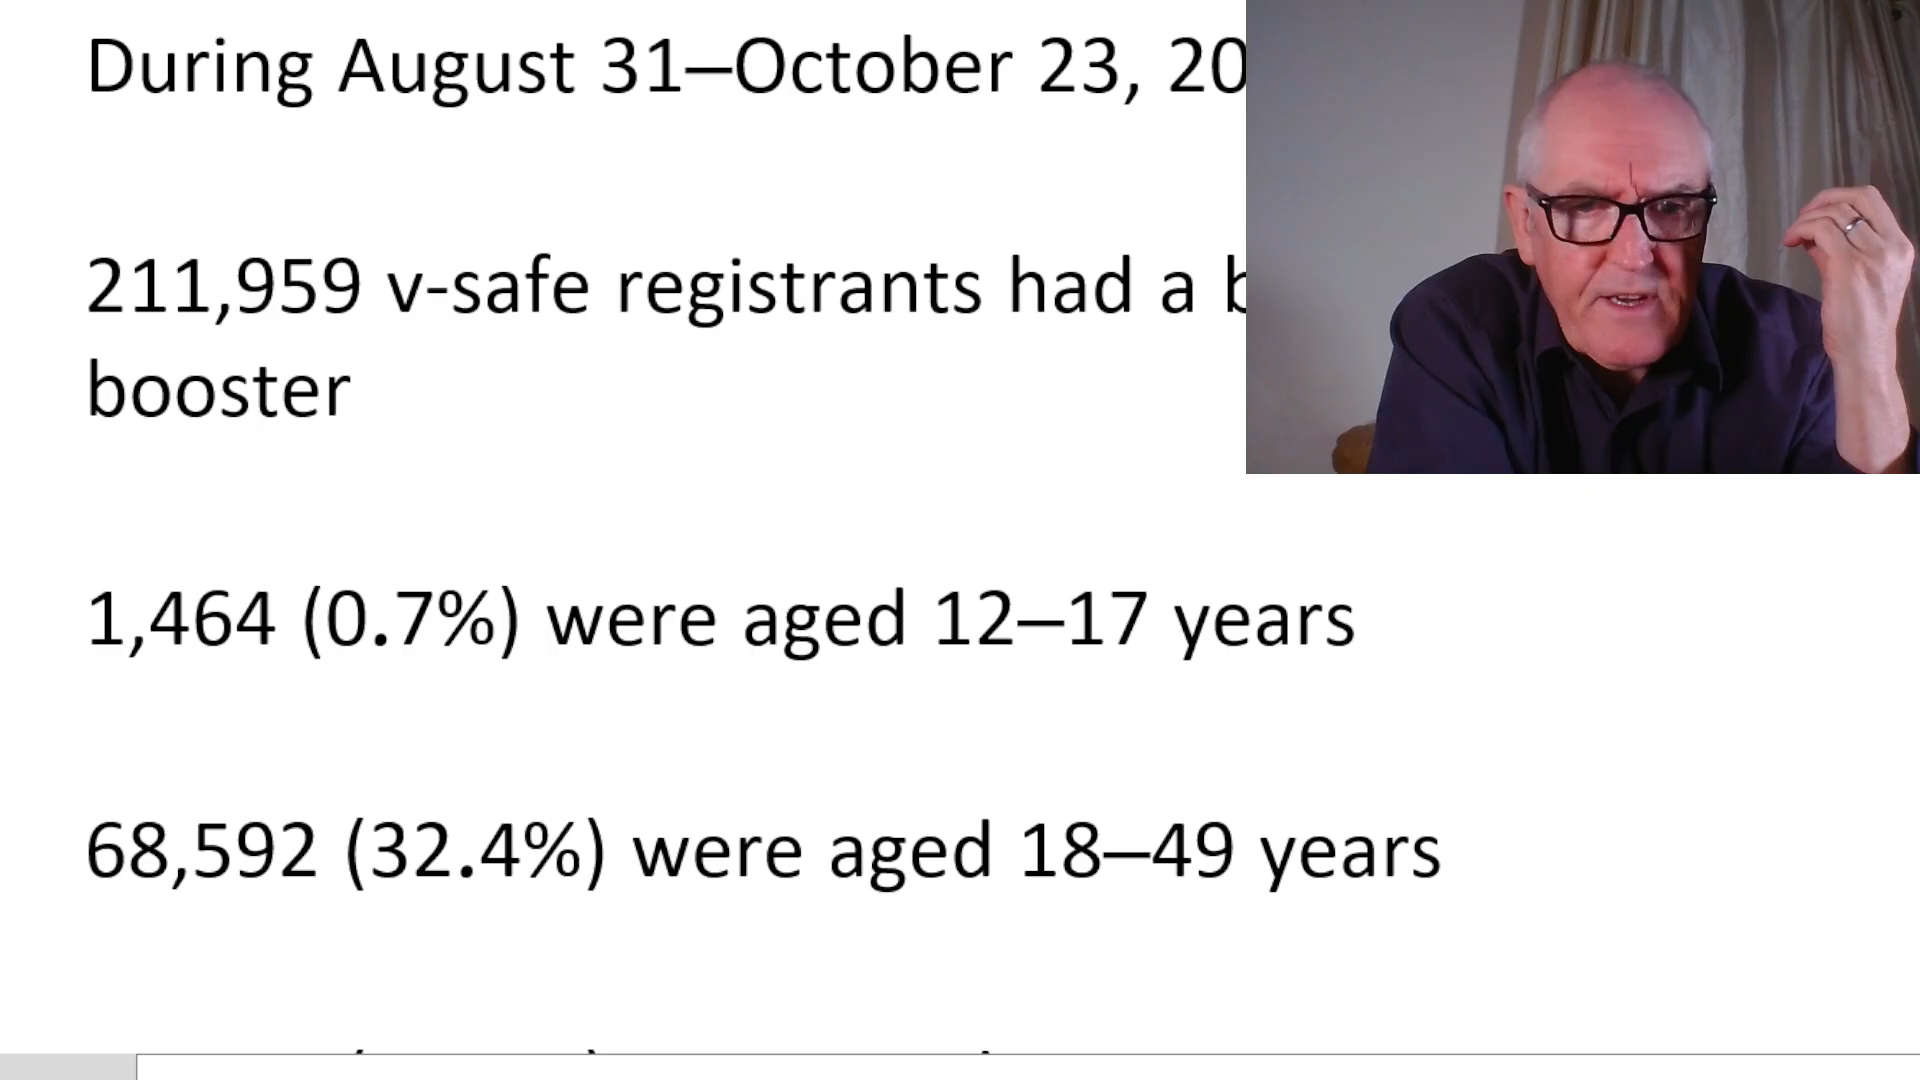 During August 31–October 23, 20
211,959 v-safe registrants had a
booster
1,464 (0.7%) were aged 12–17 years
68,592 (32.4%) were aged 18–49 years